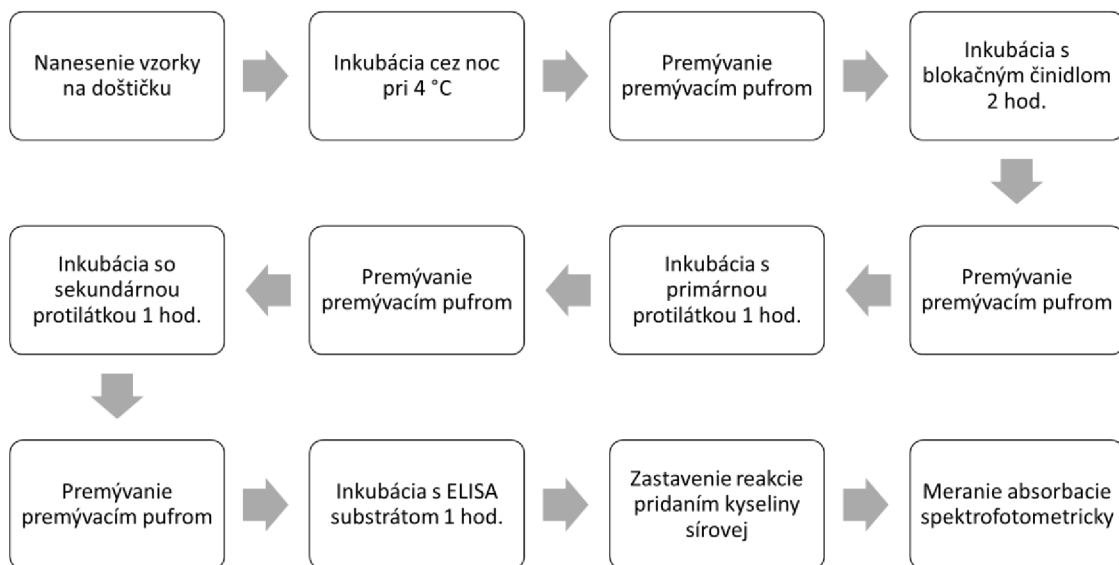 Nanesenie vzorky
na doštičku
Inkubácia cez noc
pri 4 °C
Premývanie
premývacím pufrom
Inkubácia s
blokačným činidlom
2 hod.
Premývanie
premývacím pufrom
Inkubácia s
primárnou
protilátkou 1 hod.
Premývanie
premývacím pufrom
Inkubácia so
sekundárnou
protilátkou 1 hod.
Premývanie
premývacím pufrom
Inkubácia s ELISA
substrátom 1 hod.
Zastavenie reakcie
pridaním kyseliny
sírovej
Meranie absorbacie
spektrofotometricky